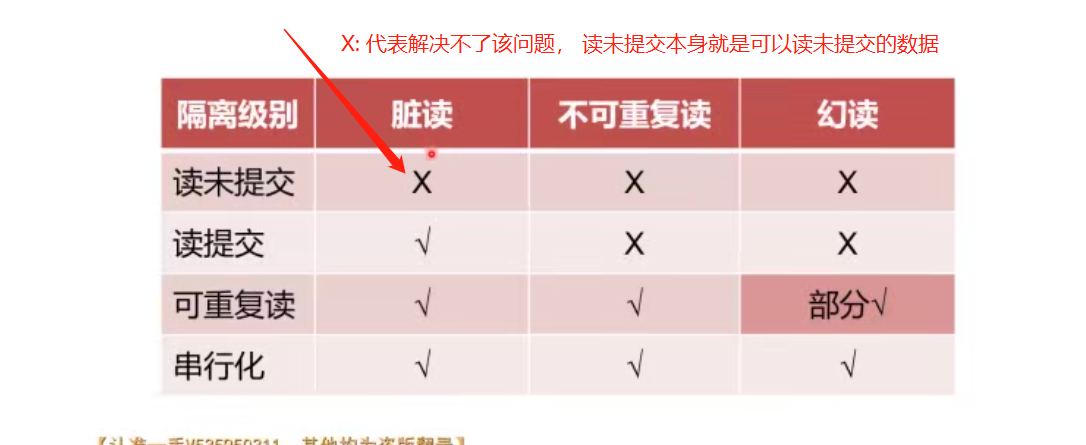 X: 代表解决不了该问题， 读未提交本身就是可以读未提交的数据
隔离级别 脏读 不可重复读 幻读
读未提交 X X X
读提交 √ X X
可重复读 √ √ 部分√
串行化 √ √ √